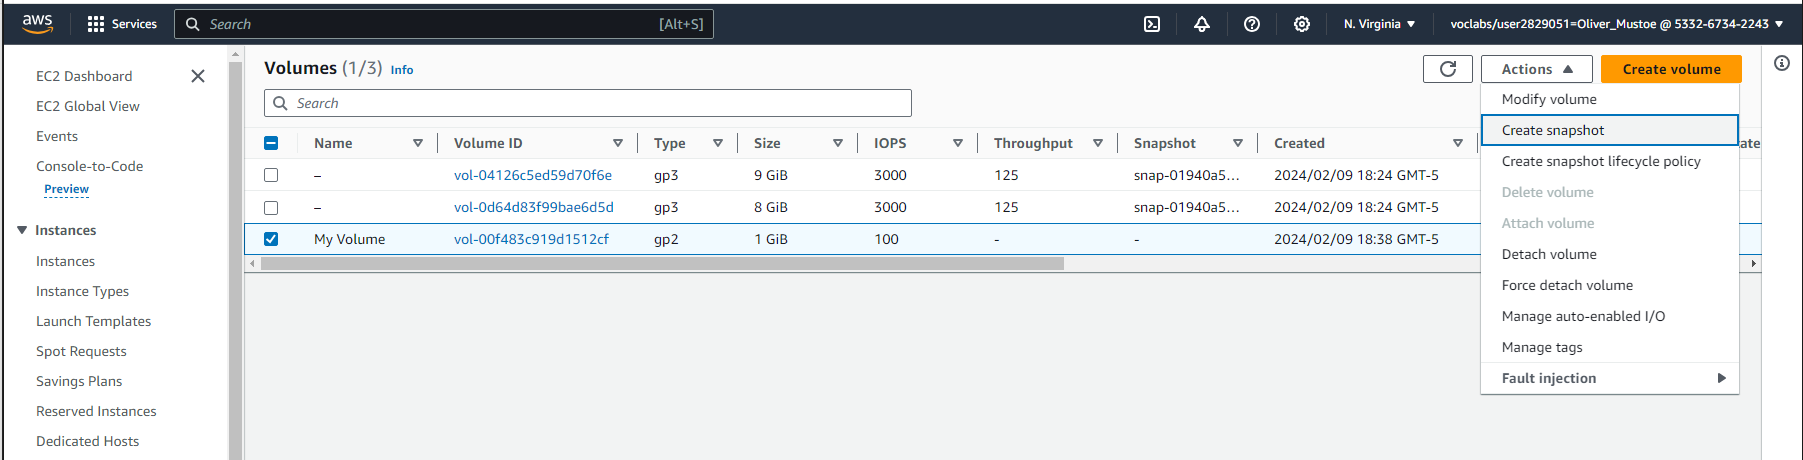 aws Services Search [Alt+S] N. Virginia voclabs/user2829051=Oliver_Mustoe @ 5332-6734-2243
EC2 Dashboard
EC2 Global View
Events
Console-to-Code
Preview
Instances
Instances
Instance Types
Launch Templates
Spot Requests
Savings Plans
Reserved Instances
Dedicated Hosts
Volumes (1/3) Info
Actions
Create volume
Search
Name Volume ID Type Size IOPS Throughput Snapshot Created
– vol-04126c5ed59d70f6e gp3 9 GiB 3000 125 snap-01940a5... 2024/02/09 18:24 GMT-5
– vol-0d64d83f99bae6d5d gp3 8 GiB 3000 125 snap-01940a5... 2024/02/09 18:24 GMT-5
My Volume vol-00f483c919d1512cf gp2 1 GiB 100 - - 2024/02/09 18:38 GMT-5
Modify volume
Create snapshot
Create snapshot lifecycle policy
Delete volume
Attach volume
Detach volume
Force detach volume
Manage auto-enabled I/O
Manage tags
Fault injection